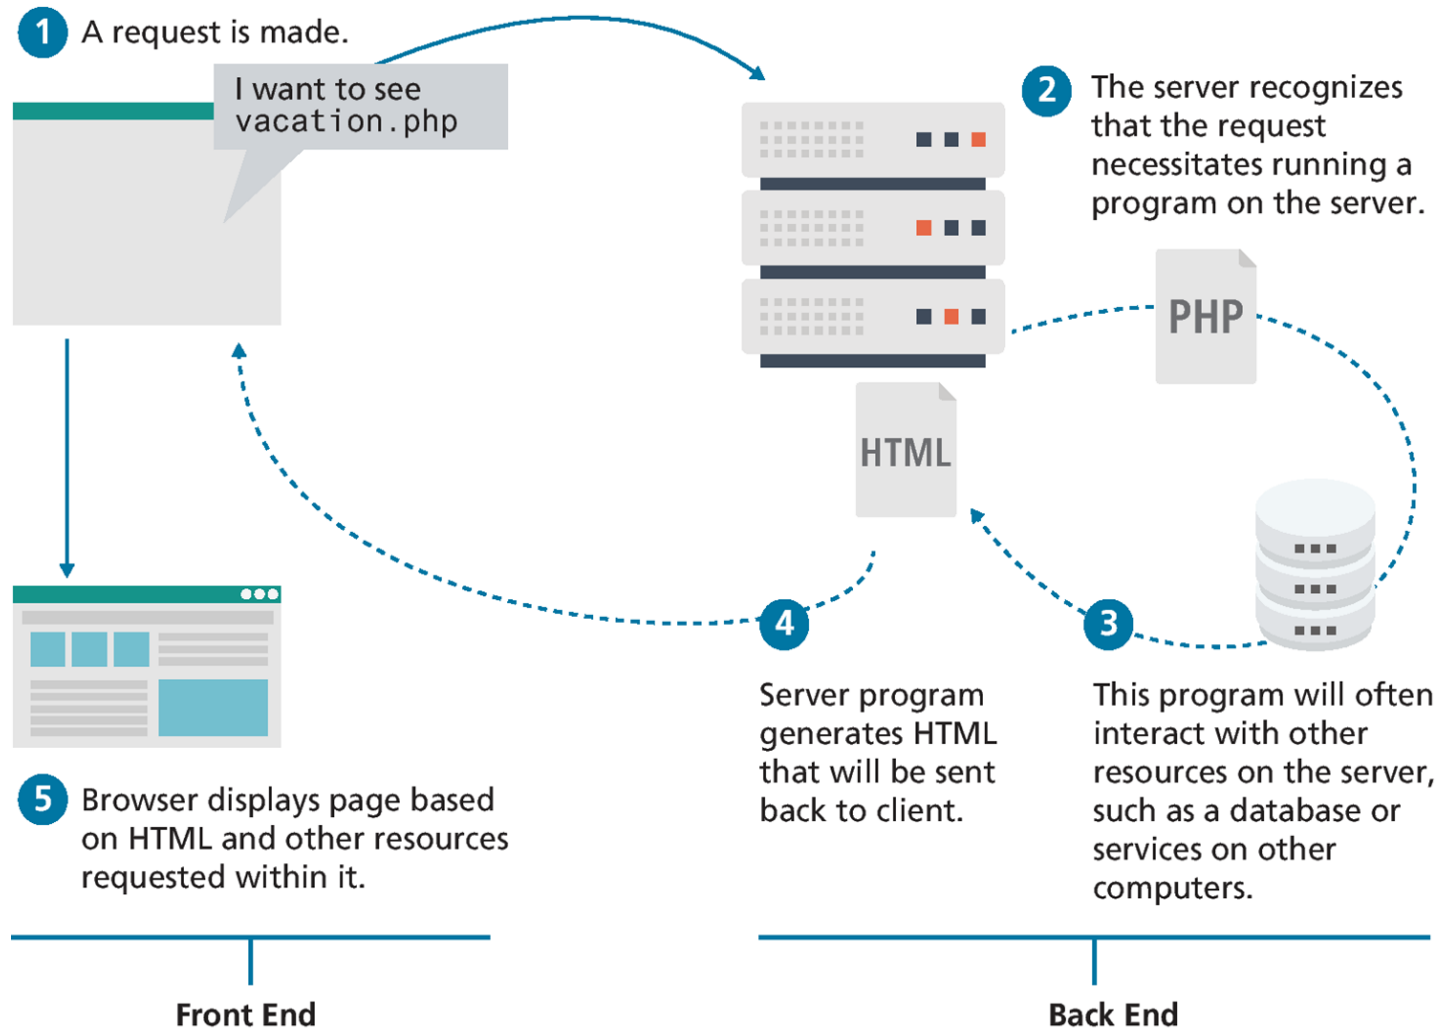 1 A request is made.
I want to see
vacation.php
2 The server recognizes
that the request
necessitates running a
program on the server.
PHP
HTML
3
This program will often
interact with other
resources on the server,
such as a database or
services on other
computers.
4
Server program
generates HTML
that will be sent
back to client.
5 Browser displays page based
on HTML and other resources
requested within it.
Front End
Back End